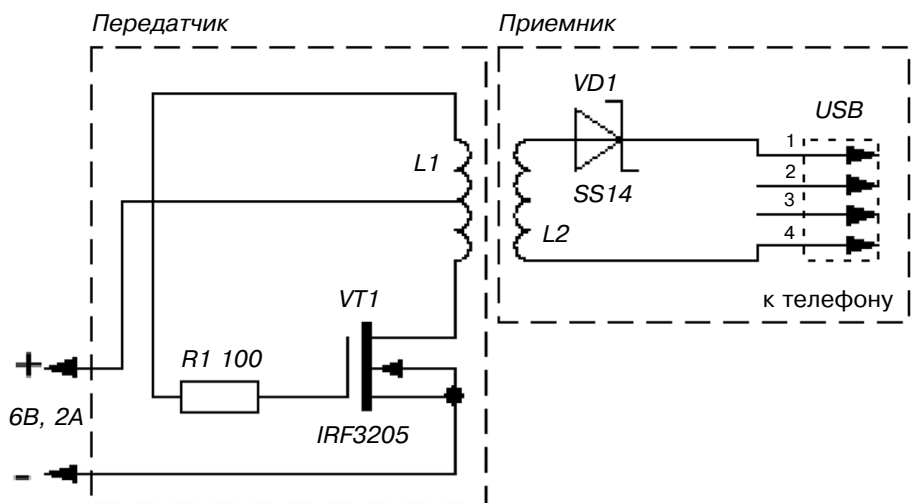 Передатчик
Приемник
VD1
USB
L1
1
2
SS14
3
L2
4
VT1
к телефону
+
R1 100
6В, 2А
IRF3205
-